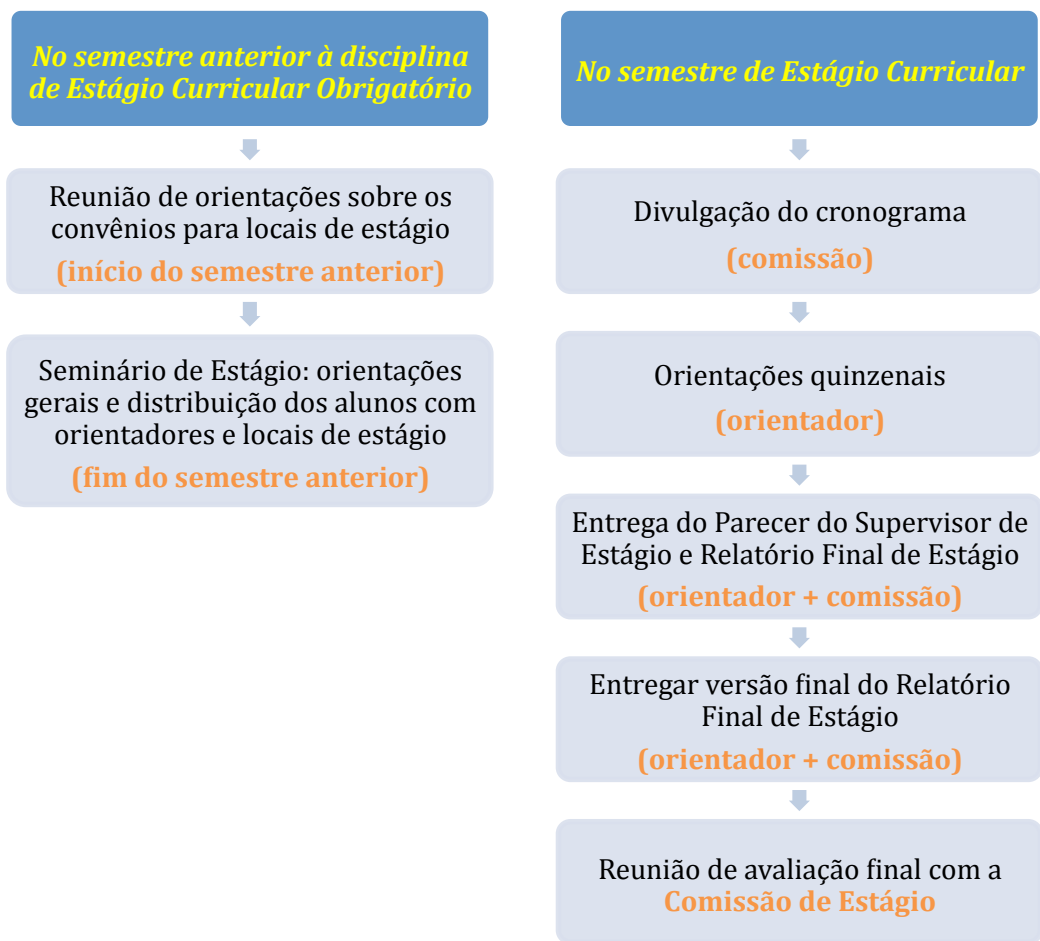 No semestre anterior à disciplina
de Estágio Curricular Obrigatório
Reunião de orientações sobre os
convênios para locais de estágio
(início do semestre anterior)
Seminário de Estágio: orientações
gerais e distribuição dos alunos com
orientadores e locais de estágio
(fim do semestre anterior)
No semestre de Estágio Curricular
Divulgação do cronograma
(comissão)
Orientações quinzenais
(orientador)
Entrega do Parecer do Supervisor de
Estágio e Relatório Final de Estágio
(orientador + comissão)
Entregar versão final do Relatório
Final de Estágio
(orientador + comissão)
Reunião de avaliação final com a
Comissão de Estágio